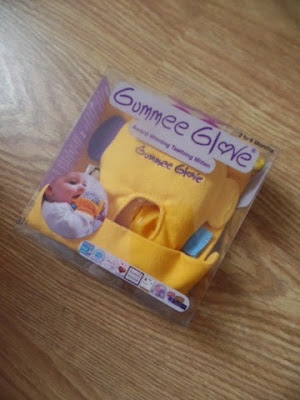 Gummee Glove®
Award Winning Teething Mitten
3 to 6 Months
Gummee Glove